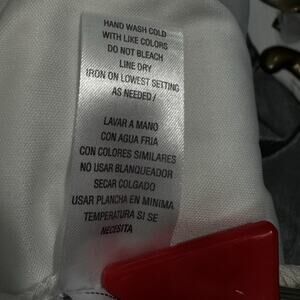 HAND WASH COLD
WITH LIKE COLORS
DO NOT BLEACH
LINE DRY
IRON ON LOWEST SETTING
AS NEEDED/
LAVAR A MANO
CON AGUA FRIA
CON COLORES SIMILARES
NO USAR BLANQUEADOR
SECAR COLGADO
USAR PLANCHA EN MINIMA
TEMPERATURA SI SE
NECESITA